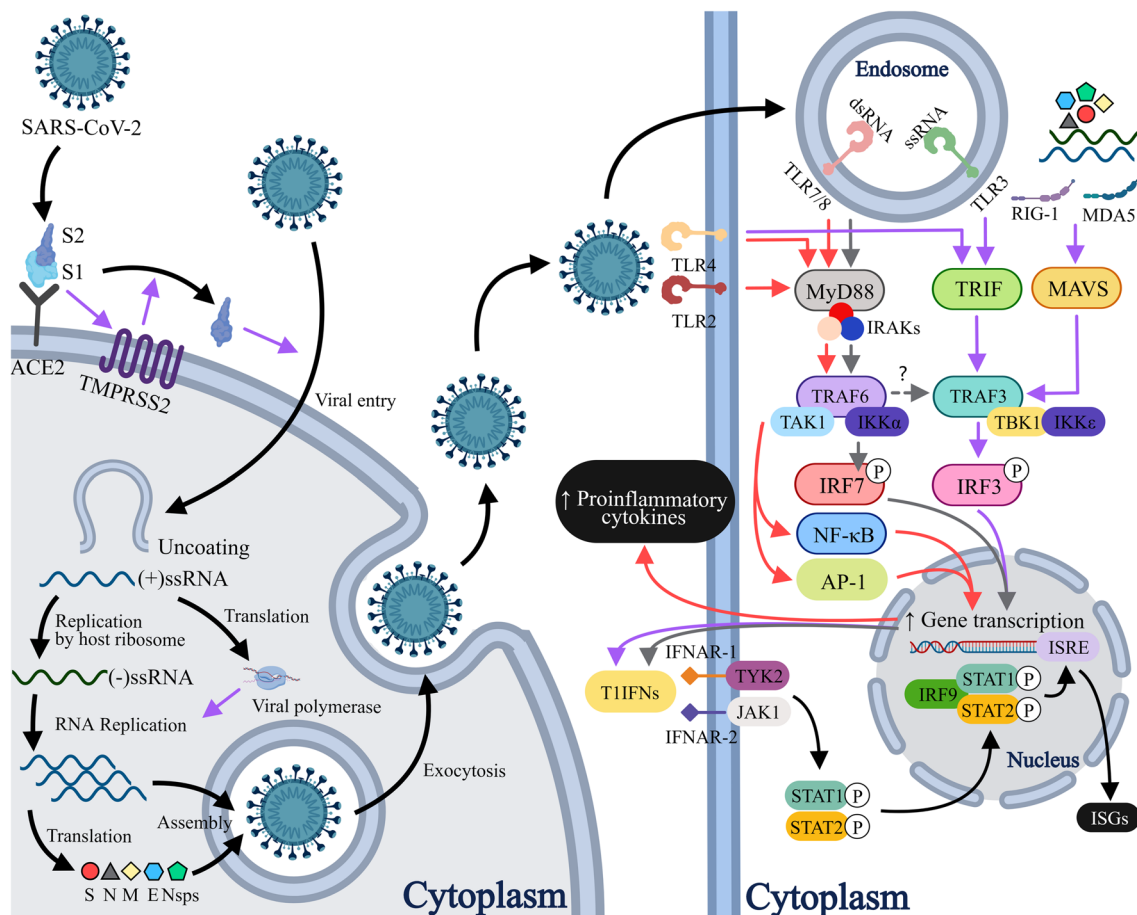 SARS-CoV-2
S2
S1
ACE2
TMPRSS2
Viral entry
Uncoating
(+)ssRNA
Replication
by host ribosome
Translation
(-)ssRNA
Viral polymerase
RNA Replication
Assembly
Exocytosis
Translation
S N M E Nsps
Cytoplasm
Endosome
dsRNA
ssRNA
TLR7/8
TLR3
RIG-1
MDA5
TLR4
TLR2
MyD88
TRIF
MAVS
IRAKs
?
TRAF6
TRAF3
TAK1
IKKα
TBK1
IKKε
P
IRF7
P
IRF3
↑ Proinflammatory
cytokines
NF-κB
AP-1
↑ Gene transcription
ISRE
IFNAR-1
T1IFNs
TYK2
JAK1
IFNAR-2
IRF9
STAT1 P
STAT2 P
Nucleus
STAT1 P
STAT2 P
ISGs
Cytoplasm